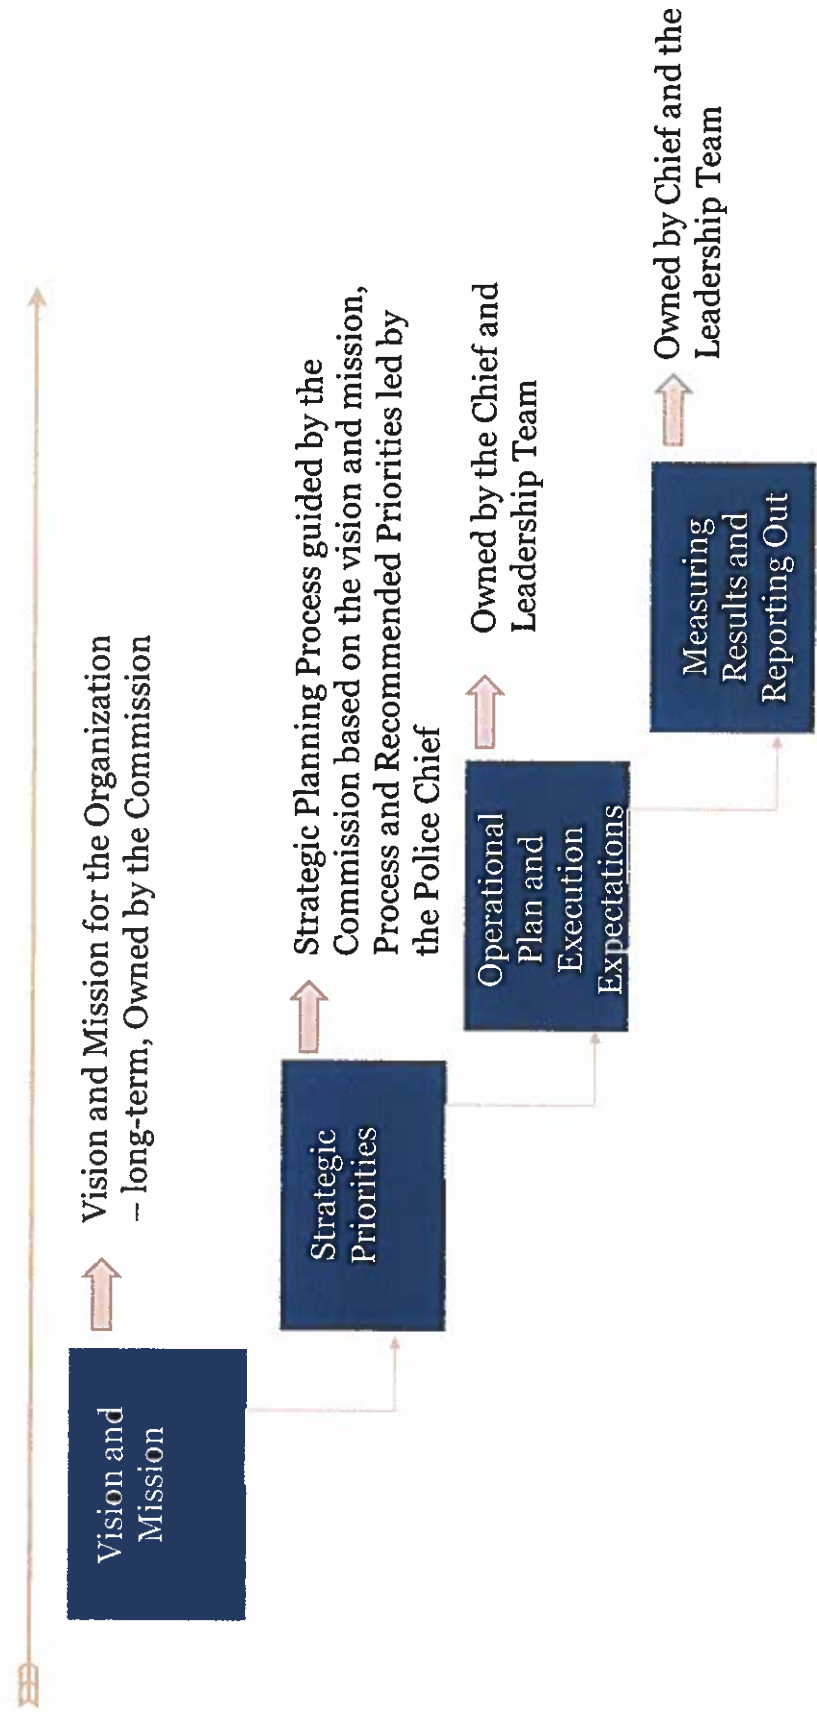 Vision and
Mission
Vision and Mission for the Organization
– long-term, Owned by the Commission
Strategic
Priorities
Strategic Planning Process guided by the
Commission based on the vision and mission,
Process and Recommended Priorities led by
the Police Chief
Operational
Plan and
Execution
Expectations
Owned by the Chief and
Leadership Team
Measuring
Results and
Reporting Out
Owned by Chief and the
Leadership Team